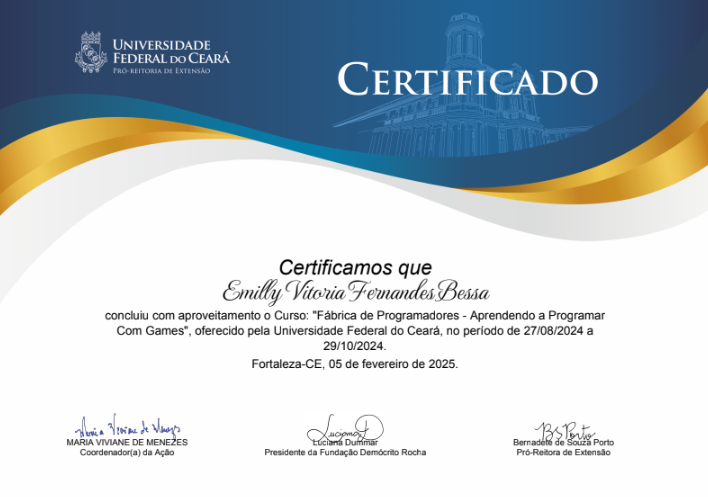 UNIVERSIDADE
FEDERAL DO CEARÁ
PRÓ-REITORIA DE EXTENSÃO
CERTIFICADO
Certificamos que
Emilly Vitoria Fernandes Bessa
concluiu com aproveitamento o Curso: "Fábrica de Programadores - Aprendendo a Programar
Com Games", oferecido pela Universidade Federal do Ceará, no período de 27/08/2024 a
29/10/2024.
Fortaleza-CE, 05 de fevereiro de 2025.
Maria Viviane de Menezes
MARIA VIVIANE DE MENEZES
Coordenador(a) da Ação
Luciana D
Luciana Dummar
Presidente da Fundação Demócrito Rocha
BS Porto
Bernadete de Souza Porto
Pró-Reitora de Extensão